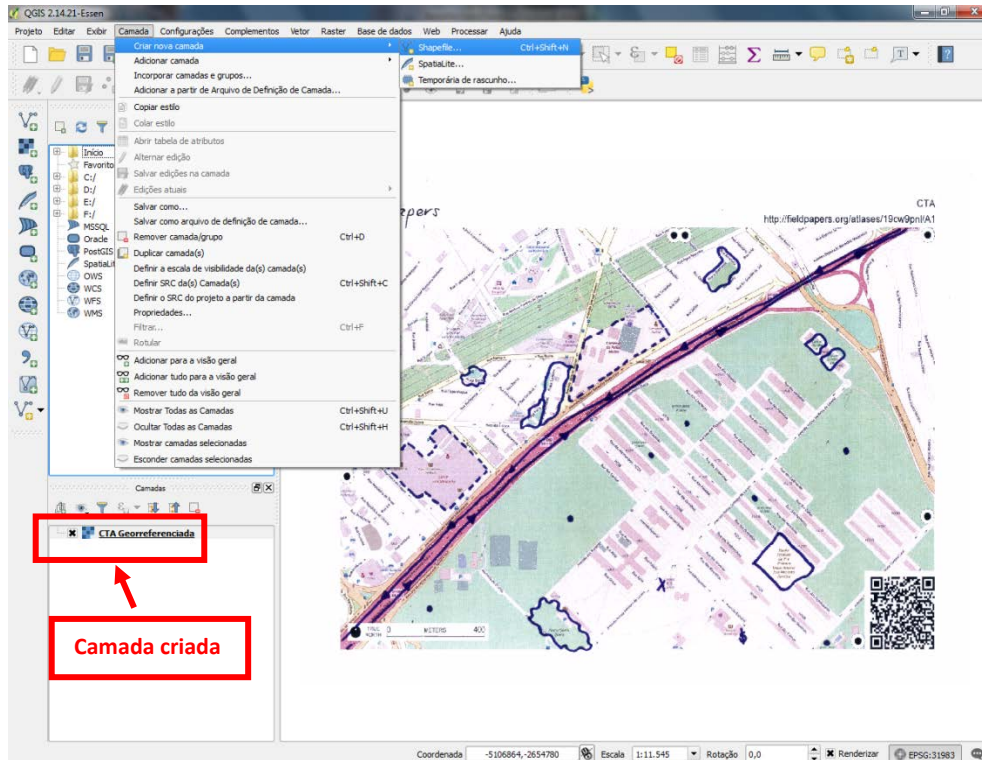 QGIS 2.14.21-Essen
Projeto Editar Exibir Camada Configurações Complementos Vetor Raster Base de dados Web Processar Ajuda
Criar nova camada
Adicionar camada
Incorporar camadas e grupos...
Adicionar a partir de Arquivo de Definição de Camada...
Copiar estilo
Colar estilo
Abrir tabela de atributos
Alternar edição
Salvar edições na camada
Edições atuais
Salvar como...
Salvar como arquivo de definição de camada...
Remover camada/grupo Ctrl+D
Duplicar camada(s)
Definir a escala de visibilidade da(s) camada(s)
Definir SRC da(s) Camada(s) Ctrl+Shift+C
Definir o SRC do projeto a partir da camada
Propriedades...
Filtrar... Ctrl+F
Rotular
Adicionar para a visão geral
Adicionar tudo para a visão geral
Remover tudo da visão geral
Mostrar Todas as Camadas Ctrl+Shift+U
Ocultar Todas as Camadas Ctrl+Shift+H
Mostrar camadas selecionadas
Esconder camadas selecionadas
Shapefile... Ctrl+Shift+N
SpatiaLite...
Temporária de rascunho...
Início
Favorito
C:/
D:/
E:/
F:/
MSSQL
Oracle
PostGIS
SpatiaLit
OWS
WCS
WFS
WMS
pers
CTA
http://fieldpapers.org/atlases/19cw9pnl/A1
TRUE NORTH 0 METERS 400
Camadas
CTA Georreferenciada
Camada criada
Coordenada -5106864,-2654780 Escala 1:11.545 Rotação 0,0 Renderizar EPSG:31983